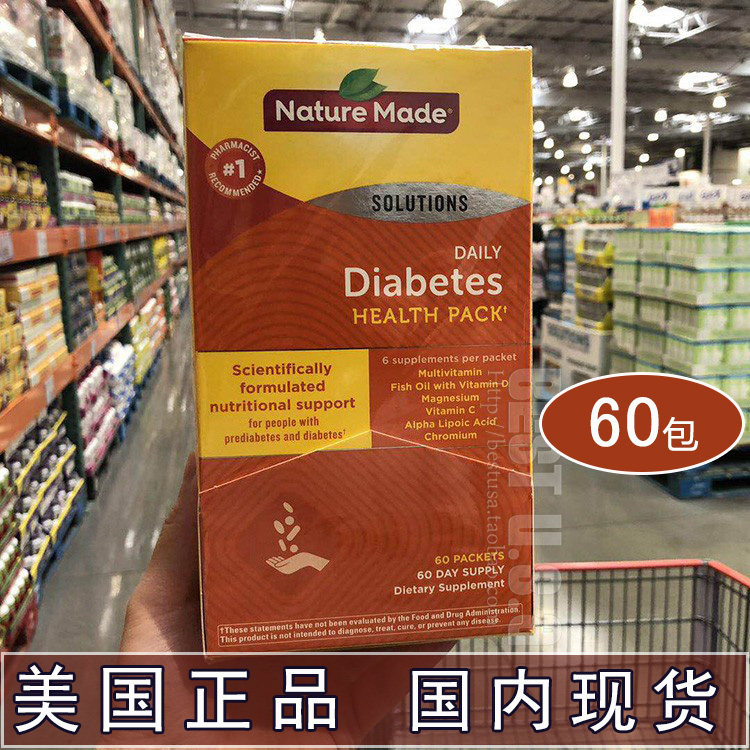 Nature Made®
PHARMACIST
#1
RECOMMENDED★
SOLUTIONS
DAILY
Diabetes
HEALTH PACK†
Scientifically
formulated
nutritional support
for people with
prediabetes and diabetes†
6 supplements per packet
Multivitamin
Fish Oil with Vitamin D
Magnesium
Vitamin C
Alpha Lipoic Acid
Chromium
60包
BEST U.S
http://bestusa.taobao.c
60 PACKETS
60 DAY SUPPLY
Dietary Supplement
†These statements have not been evaluated by the Food and Drug Administration.
This product is not intended to diagnose, treat, cure, or prevent any disease.
美国正品 国内现货